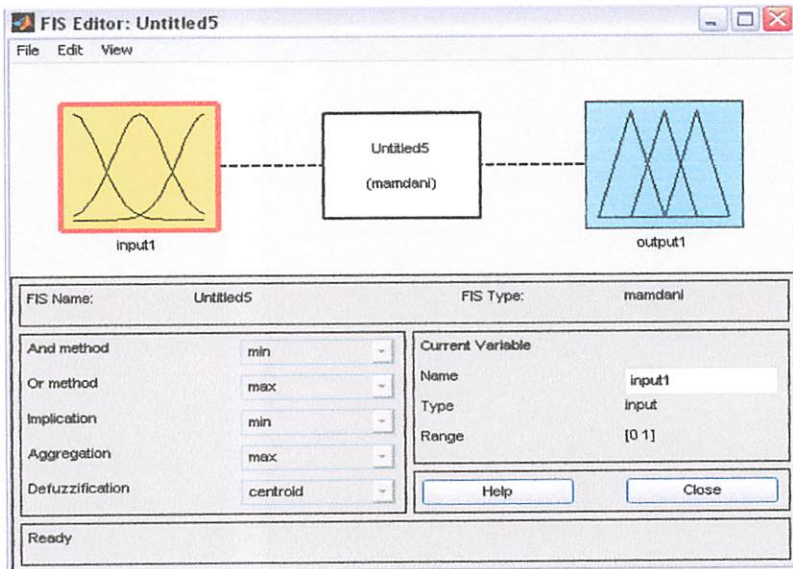 FIS Editor: Untitled5
File Edit View
Untitled5
(mamdani)
input1
output1
FIS Name: Untitled5
FIS Type: mamdani
And method min
Or method max
Implication min
Aggregation max
Defuzzification centroid
Current Variable
Name input1
Type input
Range [0 1]
Help
Close
Ready